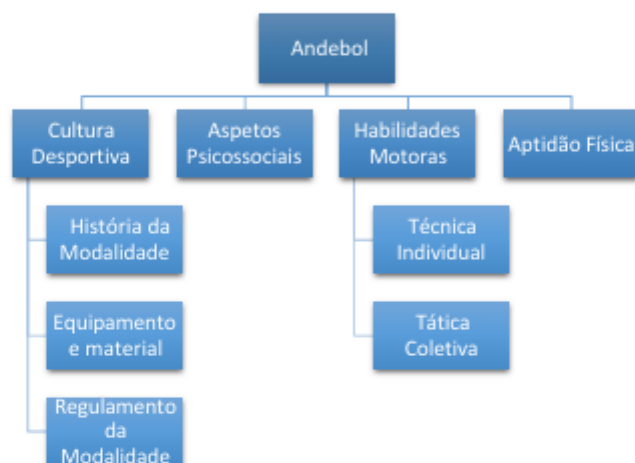 Andebol
Cultura
Desportiva
Aspetos
Psicossociais
Habilidades
Motoras
Aptidão Física
História da
Modalidade
Equipamento
e material
Regulamento
da
Modalidade
Técnica
Individual
Tática
Coletiva